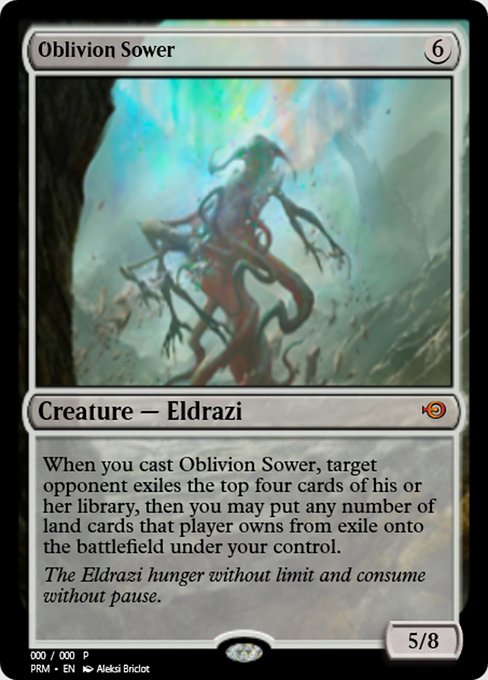 Oblivion Sower 6
Creature — Eldrazi
When you cast Oblivion Sower, target
opponent exiles the top four cards of his or
her library, then you may put any number of
land cards that player owns from exile onto
the battlefield under your control.
The Eldrazi hunger without limit and consume
without pause.
5/8
000 / 000 P
PRM • EN Aleksi Briclot